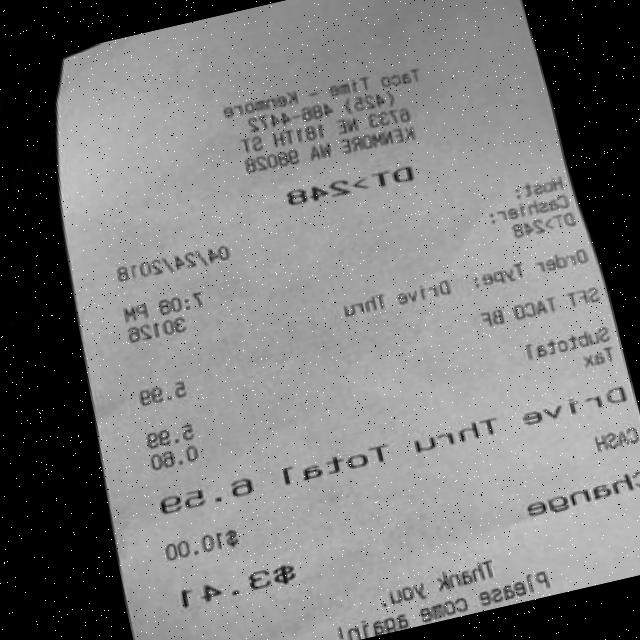 Taco Time - Kenmore
(425) 486-4472
6733 NE 181TH ST
KENMORE WA 98028
DT>248
Host:
Cashier: 04/24/2018
DT>248 7:08 PM
30126
Order Type: Drive Thru
SFT TACO BF 5.99
Subtotal 5.99
Tax 0.60
Drive Thru Total 6.59
CASH $10.00
Change $3.41
Thank you,
Please come again!